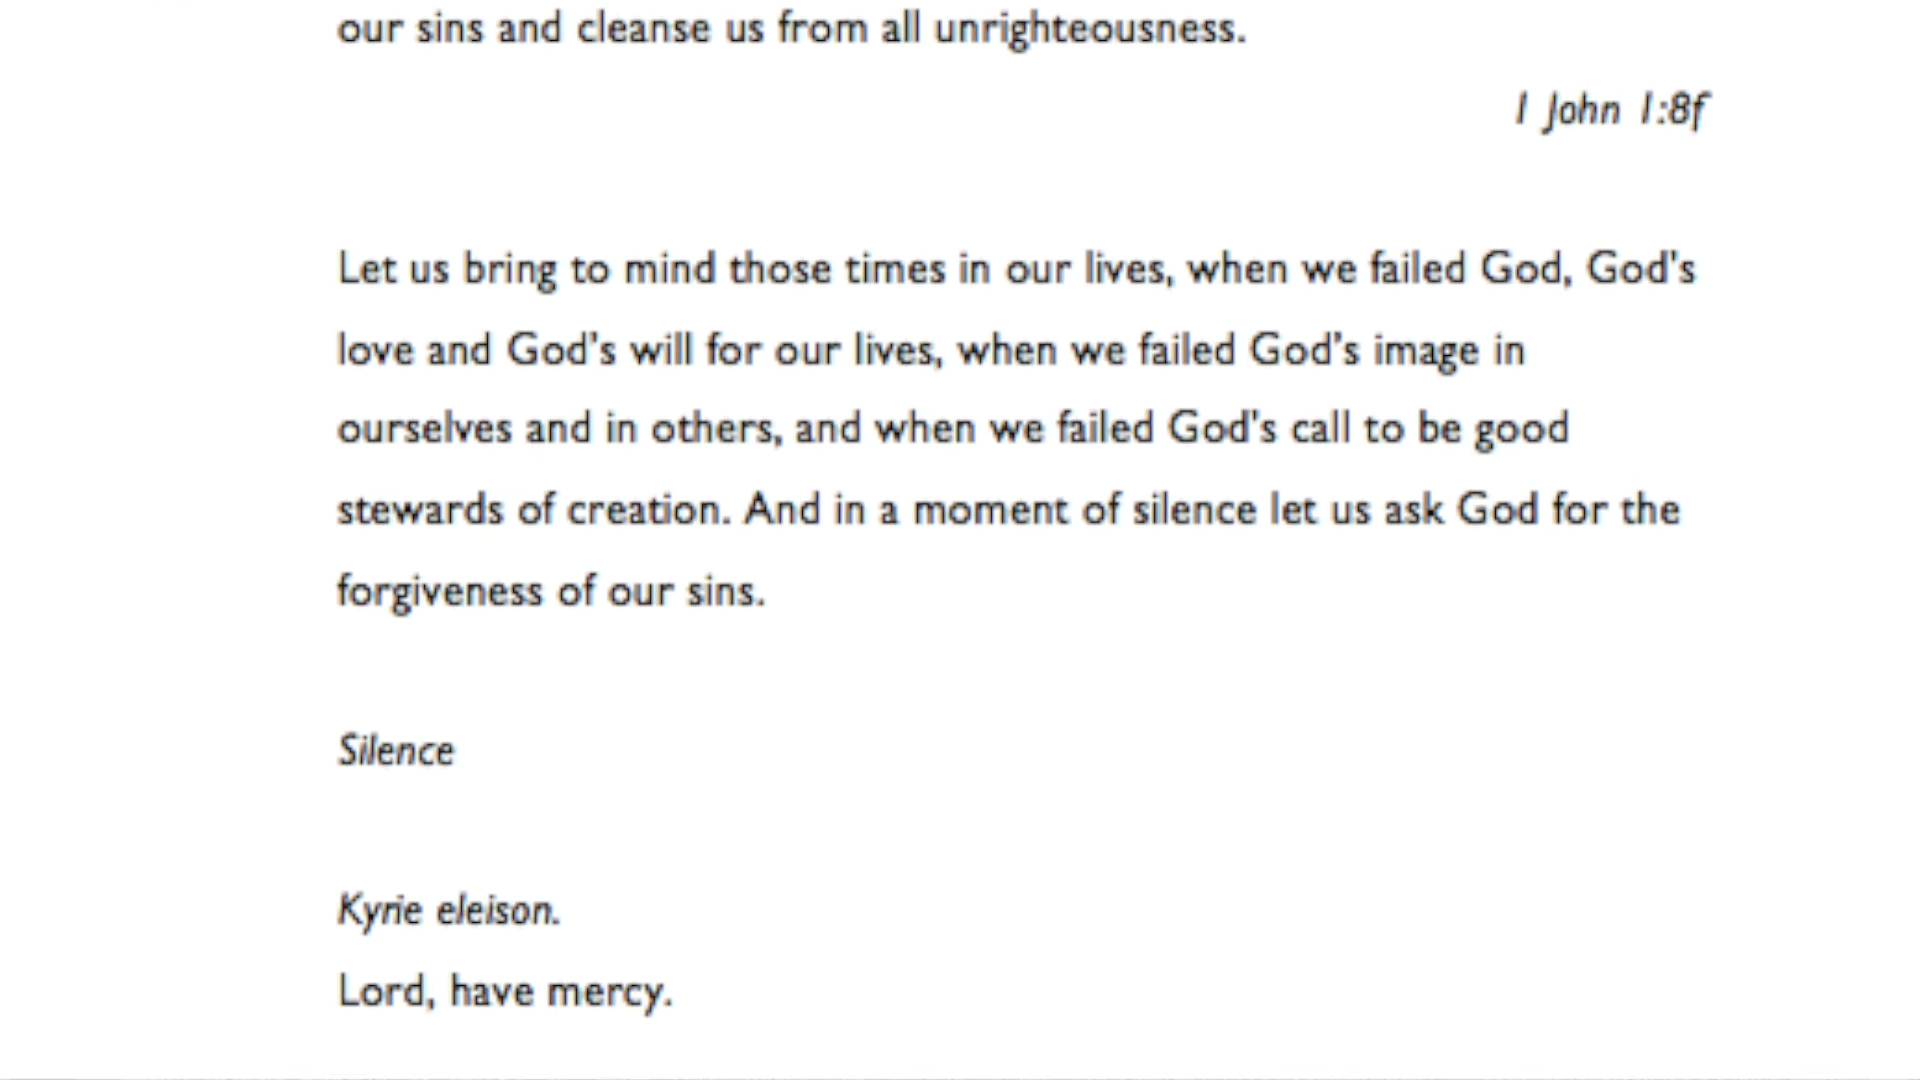 our sins and cleanse us from all unrighteousness.
1 John 1:8f
Let us bring to mind those times in our lives, when we failed God, God's
love and God's will for our lives, when we failed God's image in
ourselves and in others, and when we failed God's call to be good
stewards of creation. And in a moment of silence let us ask God for the
forgiveness of our sins.
Silence
Kyrie eleison.
Lord, have mercy.